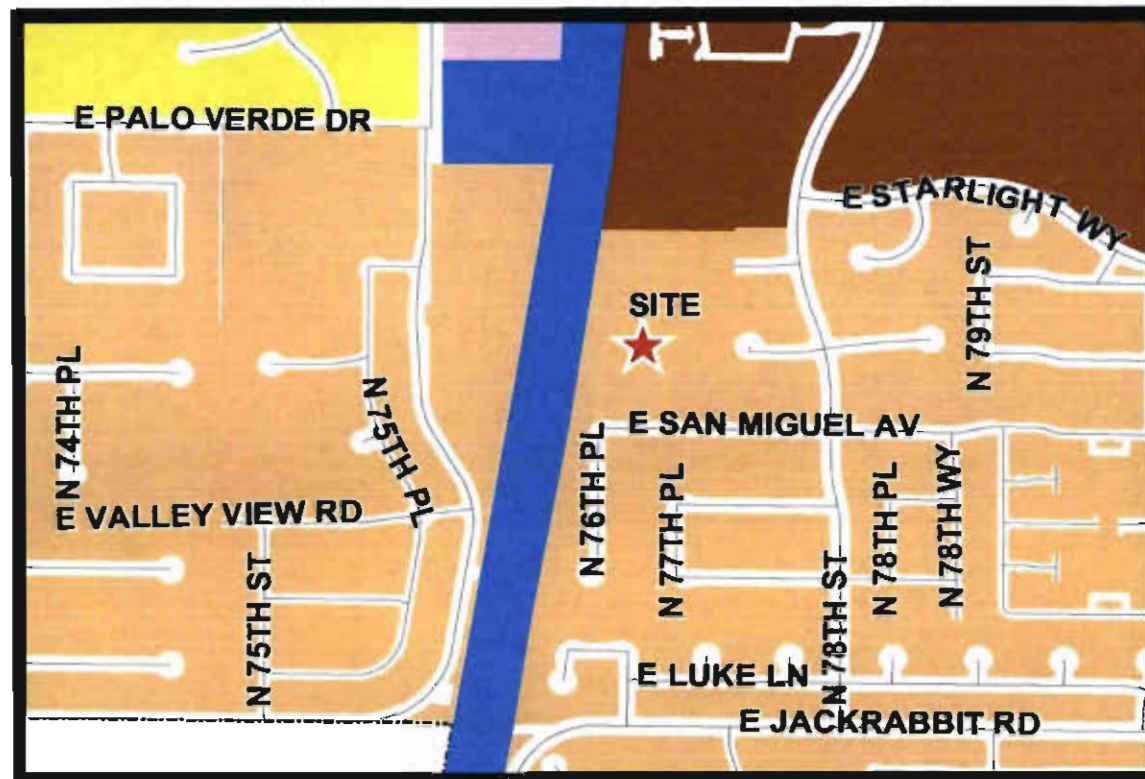 E PALO VERDE DR
E STARLIGHT WY
N 79TH ST
SITE
N 74TH PL
N 75TH PL
E SAN MIGUEL AV
E VALLEY VIEW RD
N 76TH PL
N 77TH PL
N 78TH PL
N 78TH WY
N 75TH ST
N 78TH ST
E LUKE LN
E JACKRABBIT RD